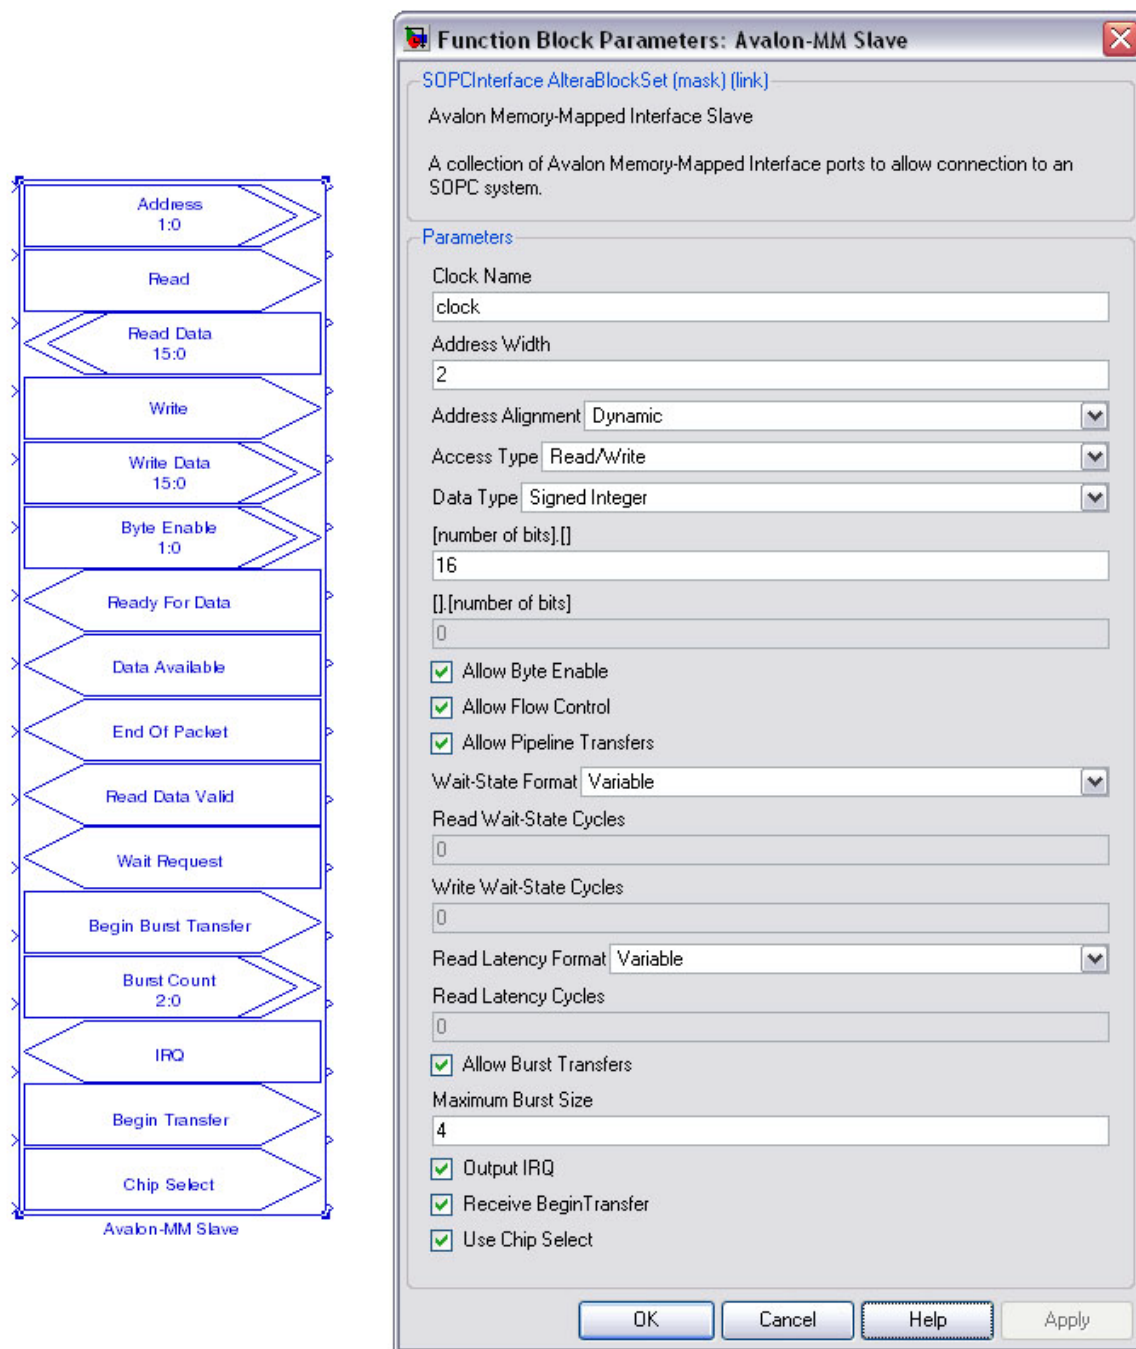 Address
1:0
Read
Read Data
15:0
Write
Write Data
15:0
Byte Enable
1:0
Ready For Data
Data Available
End Of Packet
Read Data Valid
Wait Request
Begin Burst Transfer
Burst Count
2:0
IRQ
Begin Transfer
Chip Select
Avalon-MM Slave
Function Block Parameters: Avalon-MM Slave
SOPCInterface AlteraBlockSet (mask) (link)
Avalon Memory-Mapped Interface Slave
A collection of Avalon Memory-Mapped Interface ports to allow connection to an
SOPC system.
Parameters
Clock Name
clock
Address Width
2
Address Alignment Dynamic
Access Type Read/Write
Data Type Signed Integer
[number of bits].[]
16
[].[number of bits]
0
Allow Byte Enable
Allow Flow Control
Allow Pipeline Transfers
Wait-State Format Variable
Read Wait-State Cycles
0
Write Wait-State Cycles
0
Read Latency Format Variable
Read Latency Cycles
0
Allow Burst Transfers
Maximum Burst Size
4
Output IRQ
Receive BeginTransfer
Use Chip Select
OK Cancel Help Apply